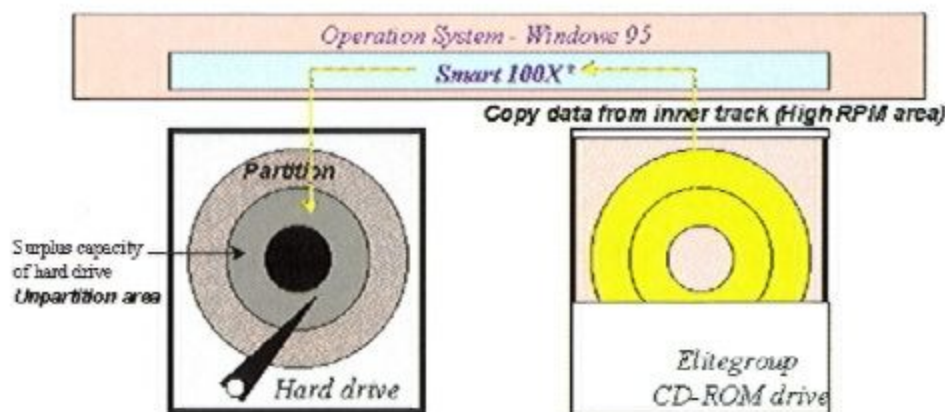 Operation System - Windows 95
Smart 100X*
Copy data from inner track (High RPM area)
Partition
Surplus capacity
of hard drive
Unpartition area
Hard drive
Elitegroup
CD-ROM drive